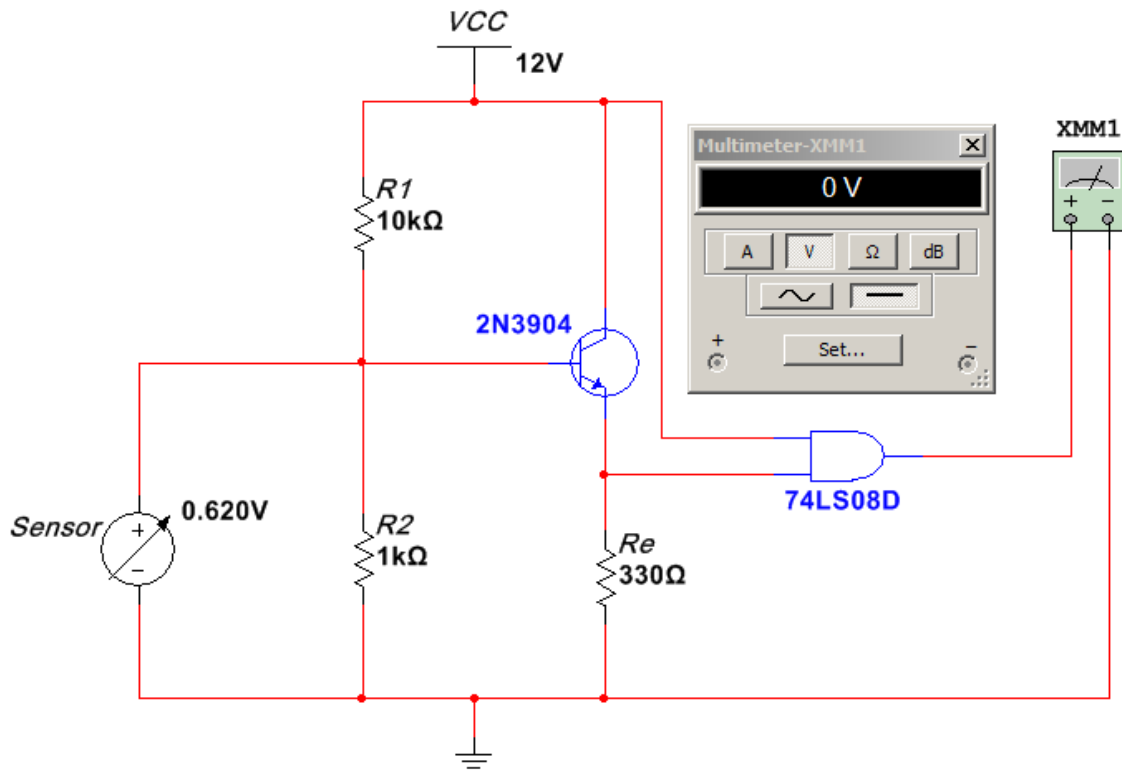 VCC
12V
XMM1
Multimeter-XMM1
0 V
R1
10kΩ
A
V
Ω
dB
2N3904
+
Set...
−
74LS08D
Sensor
0.620V
R2
1kΩ
Re
330Ω